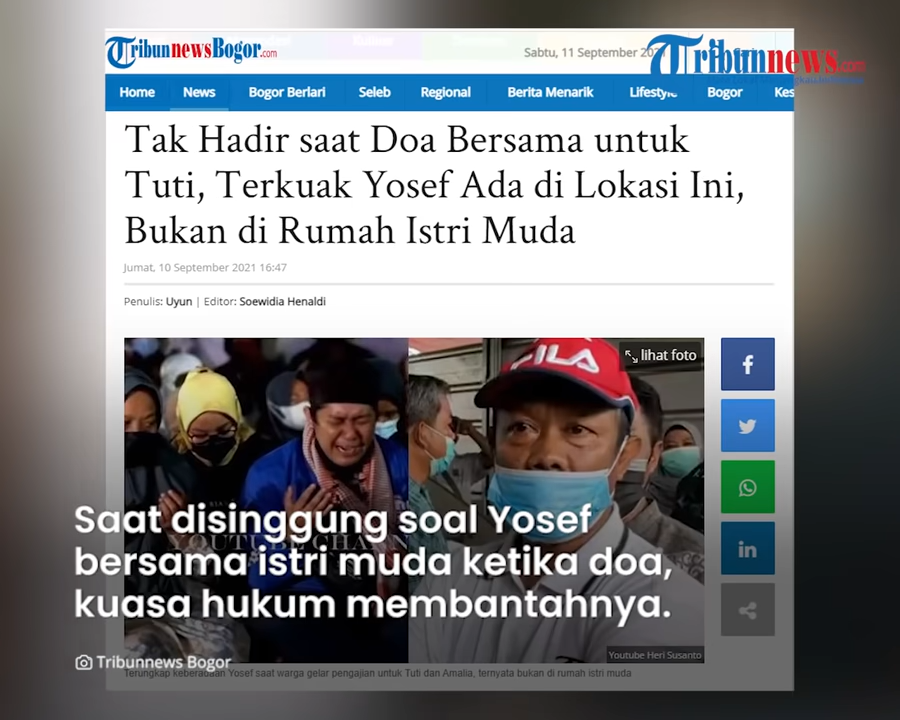 TribunnewsBogor.com
Sabtu, 11 September
Tribunnews.com
Home News Bogor Berlari Seleb Regional Berita Menarik Lifestyle Bogor Kes
Tak Hadir saat Doa Bersama untuk
Tuti, Terkuak Yosef Ada di Lokasi Ini,
Bukan di Rumah Istri Muda
Jumat, 10 September 2021 16:47
Penulis: Uyun | Editor: Soewidia Henaldi
lihat foto
FILA
Saat disinggung soal Yosef
YOUTUBE CHANN
bersama istri muda ketika doa,
kuasa hukum membantahnya.
Youtube Heri Susanto
Tribunnews Bogor
Terungkap keberadaan Yosef saat warga gelar pengajian untuk Tuti dan Amalia, ternyata bukan di rumah istri muda